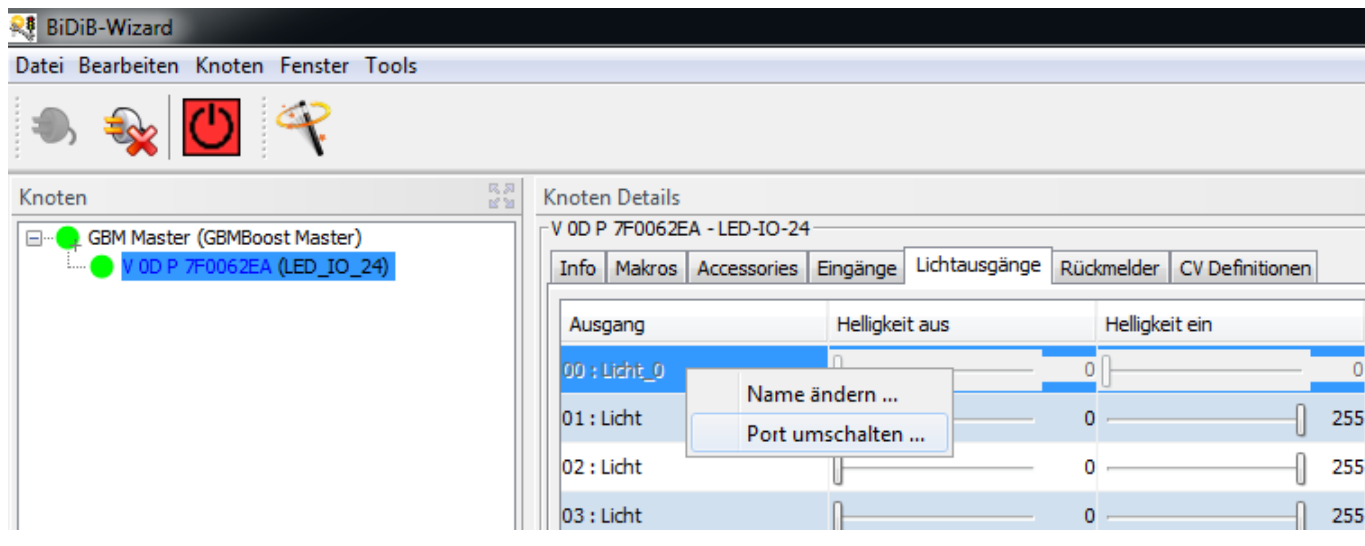 BiDiB-Wizard
Datei Bearbeiten Knoten Fenster Tools
Knoten
Knoten Details
GBM Master (GBMBoost Master)
V 0D P 7F0062EA (LED_IO_24)
V 0D P 7F0062EA - LED-IO-24
Info Makros Accessories Eingänge Lichtausgänge Rückmelder CV Definitionen
Ausgang Helligkeit aus Helligkeit ein
00 : Licht_0 0 0
Name ändern ...
01 : Licht 0 255
Port umschalten ...
02 : Licht 0 255
03 : Licht 0 255